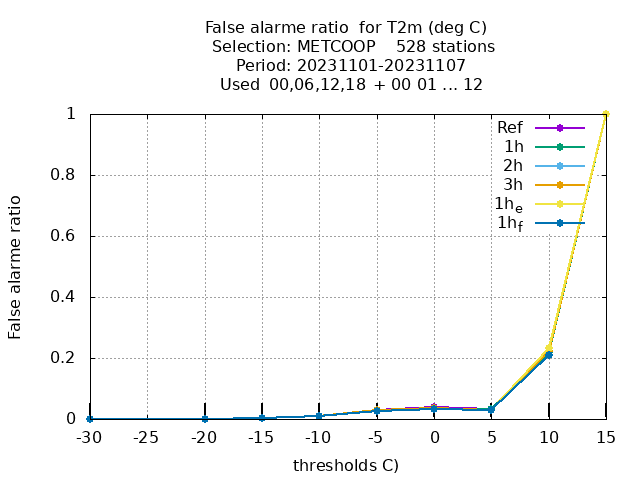 False alarme ratio for T2m (deg C)
Selection: METCOOP 528 stations
Period: 20231101-20231107
Used 00,06,12,18 + 00 01 ... 12
False alarme ratio
1
0.8
0.6
0.4
0.2
0
Ref
1h
2h
3h
1h_e
1h_f
-30 -25 -20 -15 -10 -5 0 5 10 15
thresholds C)